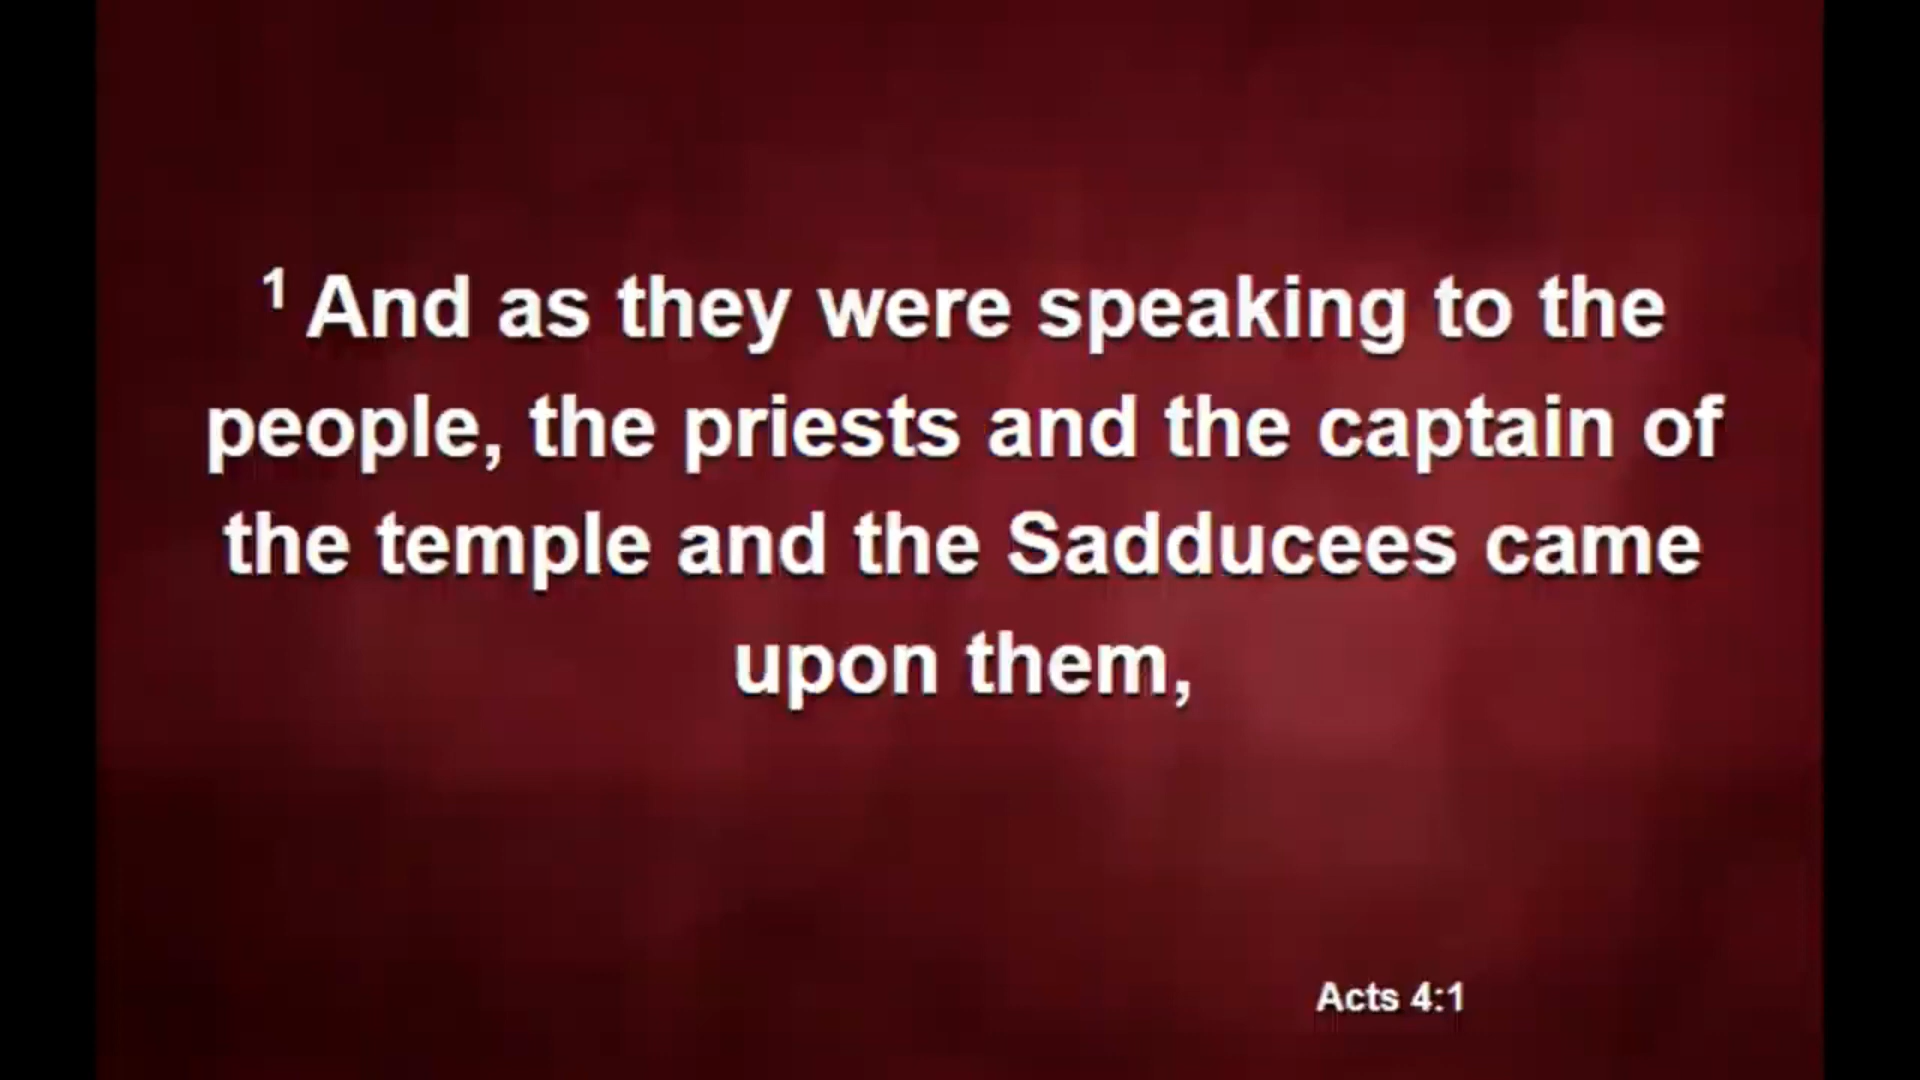 1 And as they were speaking to the
people, the priests and the captain of
the temple and the Sadducees came
upon them,
Acts 4:1